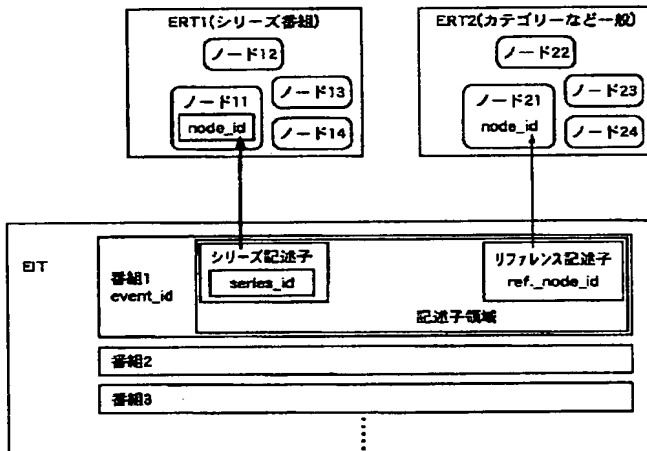 ERT1(シリーズ番組)
ノード12
ノード11
node_id
ノード13
ノード14
ERT2(カテゴリーなど一般)
ノード22
ノード21
node_id
ノード23
ノード24
EIT
番組1
event_id
シリーズ記述子
series_id
リファレンス記述子
ref._node_id
記述子領域
番組2
番組3